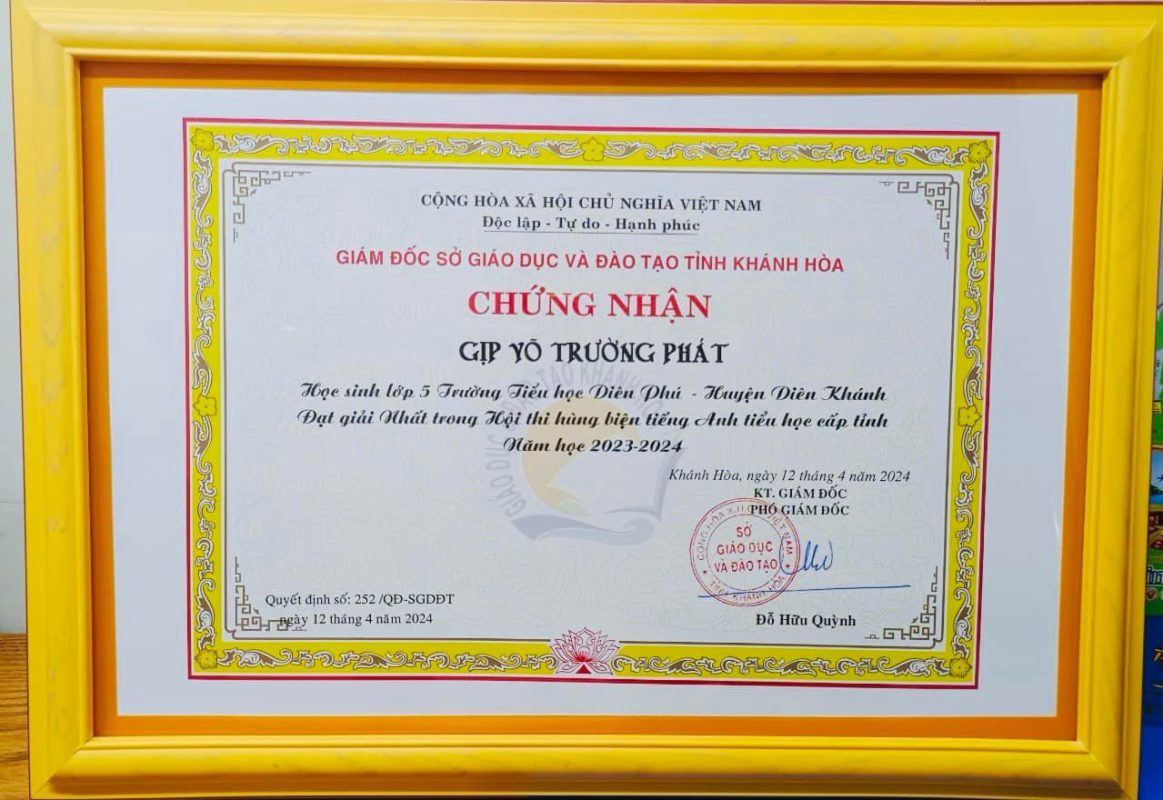 CỘNG HÒA XÃ HỘI CHỦ NGHĨA VIỆT NAM
Độc lập - Tự do - Hạnh phúc
GIÁM ĐỐC SỞ GIÁO DỤC VÀ ĐÀO TẠO TỈNH KHÁNH HÒA
CHỨNG NHẬN
GỊP VÕ TRƯỜNG PHÁT
Học sinh lớp 5 Trường Tiểu học Diên Phú - Huyện Diên Khánh
Đạt giải Nhất trong Hội thi hùng biện tiếng Anh tiểu học cấp tỉnh
Năm học 2023-2024
Khánh Hòa, ngày 12 tháng 4 năm 2024
KT. GIÁM ĐỐC
PHÓ GIÁM ĐỐC
SỞ
GIÁO DỤC
VÀ ĐÀO TẠO
TỈNH KHÁNH HÒA
Quyết định số: 252 /QĐ-SGDĐT
ngày 12 tháng 4 năm 2024
Đỗ Hữu Quỳnh